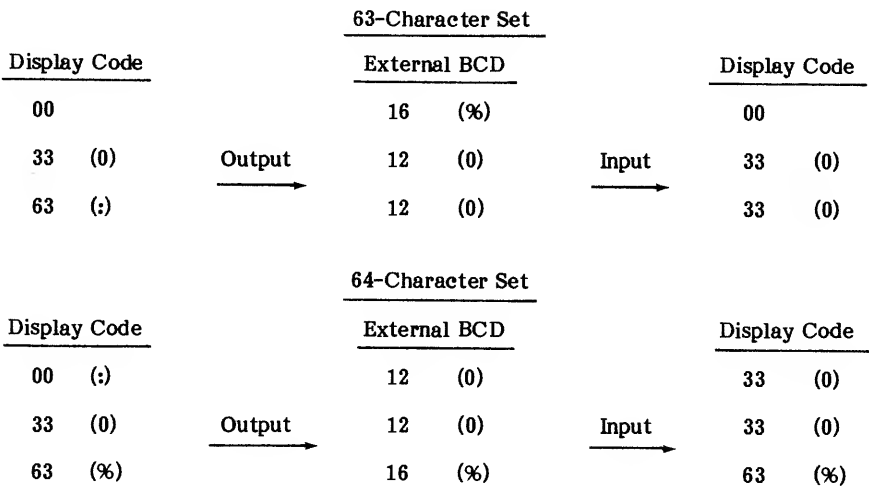 63-Character Set
Display Code External BCD Display Code
00 16 (%) 00
33 (0) Output 12 (0) Input 33 (0)
63 (:) 12 (0) 33 (0)
64-Character Set
Display Code External BCD Display Code
00 (:) 12 (0) 33 (0)
33 (0) Output 12 (0) Input 33 (0)
63 (%) 16 (%) 63 (%)